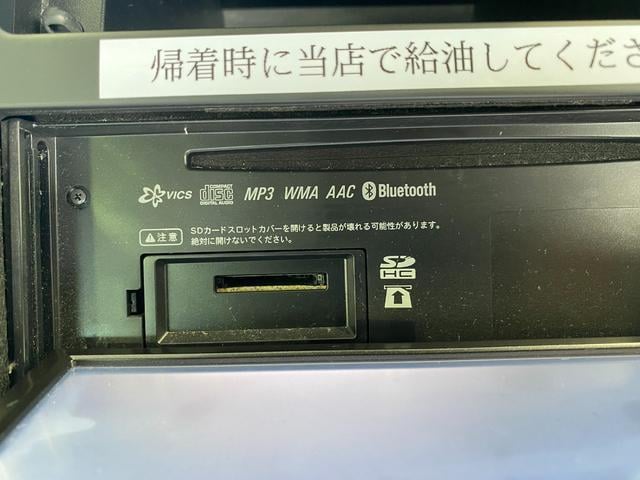 帰着時に当店で給油してくださ
VICS COMPACT disc DIGITAL AUDIO MP3 WMA AAC Bluetooth
注意 SDカードスロットカバーを開けると製品が壊れる可能性があります。
絶対に開けないでください。
SD HC